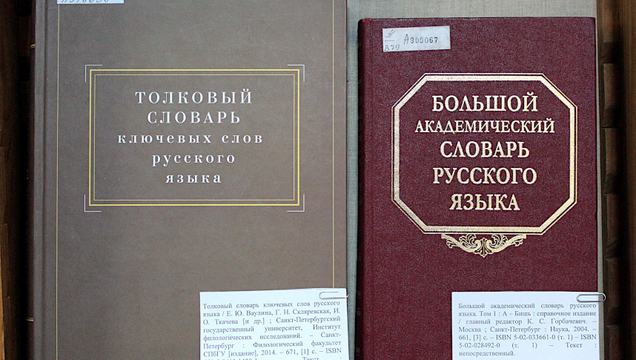 ТОЛКОВЫЙ
СЛОВАРЬ
ключевых слов
русского
языка
Толковый словарь ключевых слов русского
языка / Е. Ю. Ваулина, Г. Н. Скляревская, И.
О. Ткачева [и др.] ; Санкт-Петербургский
государственный университет, Институт
филологических исследований. – Санкт-
Петербург : Филологический факультет
СПбГУ [издание], 2014. – 671, [1] с. – ISBN
А305067
БОЛЬШОЙ
АКАДЕМИЧЕСКИЙ
СЛОВАРЬ
РУССКОГО
ЯЗЫКА
Большой академический словарь русского
языка. Том 1 : А – Бишь : справочное издание
/ главный редактор К. С. Горбачевич. –
Москва ; Санкт-Петербург : Наука, 2004. –
661, [3] с. – ISBN 5-02-033661-0 (т. 1) – ISBN
5-02-028892-0 (т. 1) – Текст :
непосредственный.